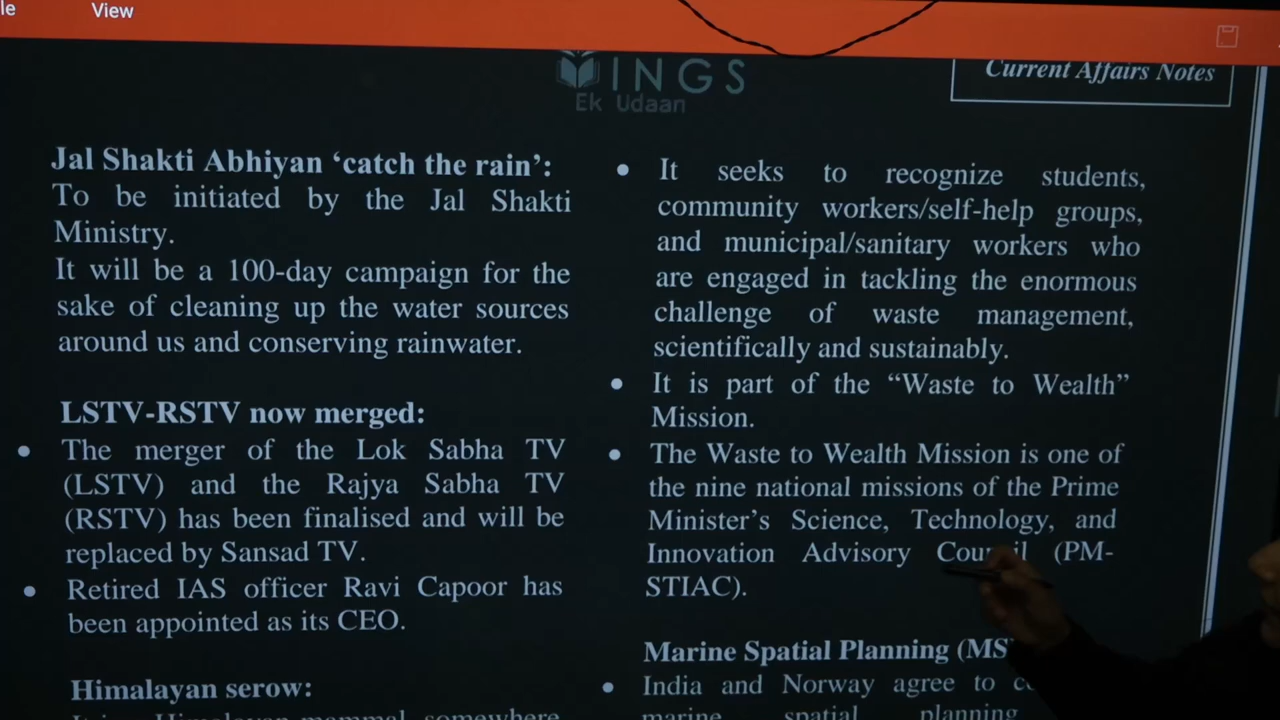 View
INGS
Ek Udaan
Current Affairs Notes
Jal Shakti Abhiyan ‘catch the rain’:
To be initiated by the Jal Shakti
Ministry.
It will be a 100-day campaign for the
sake of cleaning up the water sources
around us and conserving rainwater.
LSTV-RSTV now merged:
• The merger of the Lok Sabha TV
(LSTV) and the Rajya Sabha TV
(RSTV) has been finalised and will be
replaced by Sansad TV.
• Retired IAS officer Ravi Capoor has
been appointed as its CEO.
Himalayan serow:
Himalayan mammal somewhere
• It seeks to recognize students,
community workers/self-help groups,
and municipal/sanitary workers who
are engaged in tackling the enormous
challenge of waste management,
scientifically and sustainably.
• It is part of the “Waste to Wealth”
Mission.
• The Waste to Wealth Mission is one of
the nine national missions of the Prime
Minister’s Science, Technology, and
Innovation Advisory Council (PM-
STIAC).
Marine Spatial Planning
• India and Norway agree to
marine spatial planning